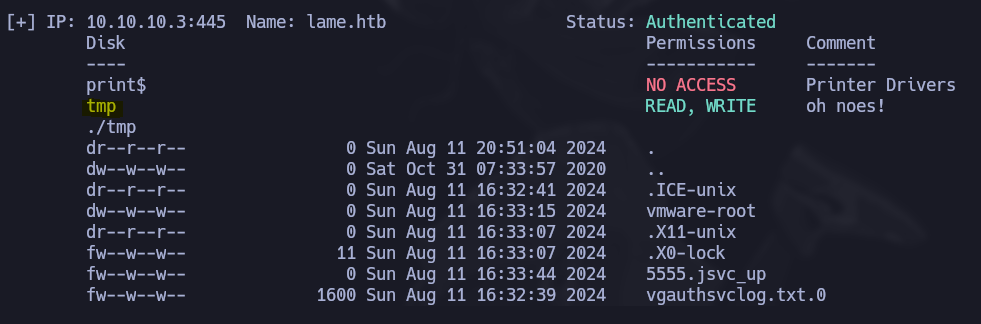 [+] IP: 10.10.10.3:445  Name: lame.htb  Status: Authenticated
Disk  Permissions  Comment
----  -----------  -------
print$  NO ACCESS  Printer Drivers
tmp  READ, WRITE  oh noes!
./tmp
dr--r--r--  0 Sun Aug 11 20:51:04 2024  .
dw--w--w--  0 Sat Oct 31 07:33:57 2020  ..
dr--r--r--  0 Sun Aug 11 16:32:41 2024  .ICE-unix
dw--w--w--  0 Sun Aug 11 16:33:15 2024  vmware-root
dr--r--r--  0 Sun Aug 11 16:33:07 2024  .X11-unix
fw--w--w--  11 Sun Aug 11 16:33:07 2024  .X0-lock
fw--w--w--  0 Sun Aug 11 16:33:44 2024  5555.jsvc_up
fw--w--w--  1600 Sun Aug 11 16:32:39 2024  vgauthsvclog.txt.0